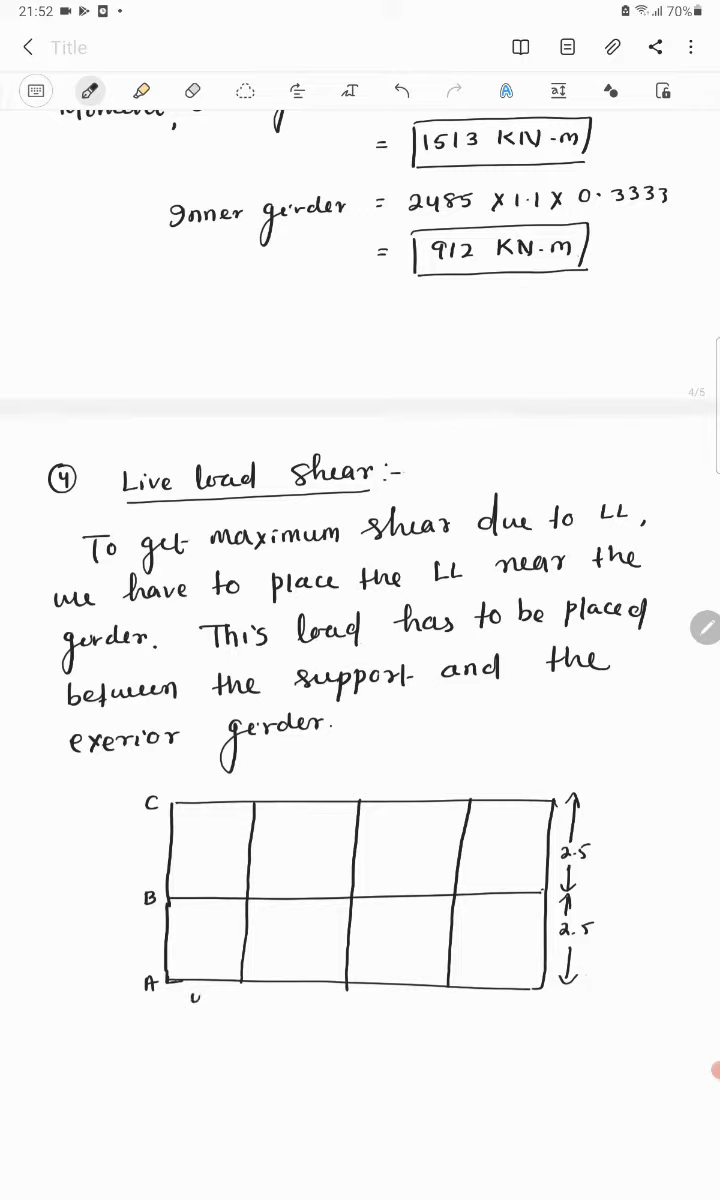 21:52
70%
Title
Moment,
= 1513 KN-m
Inner girder = 2485 x 1.1 x 0.3333
= 912 KN-m
4/5
④ Live load shear:-
To get maximum shear due to LL,
we have to place the LL near the
girder. This load has to be placed
between the support and the
exerior girder.
C
2.5
B
2.5
A